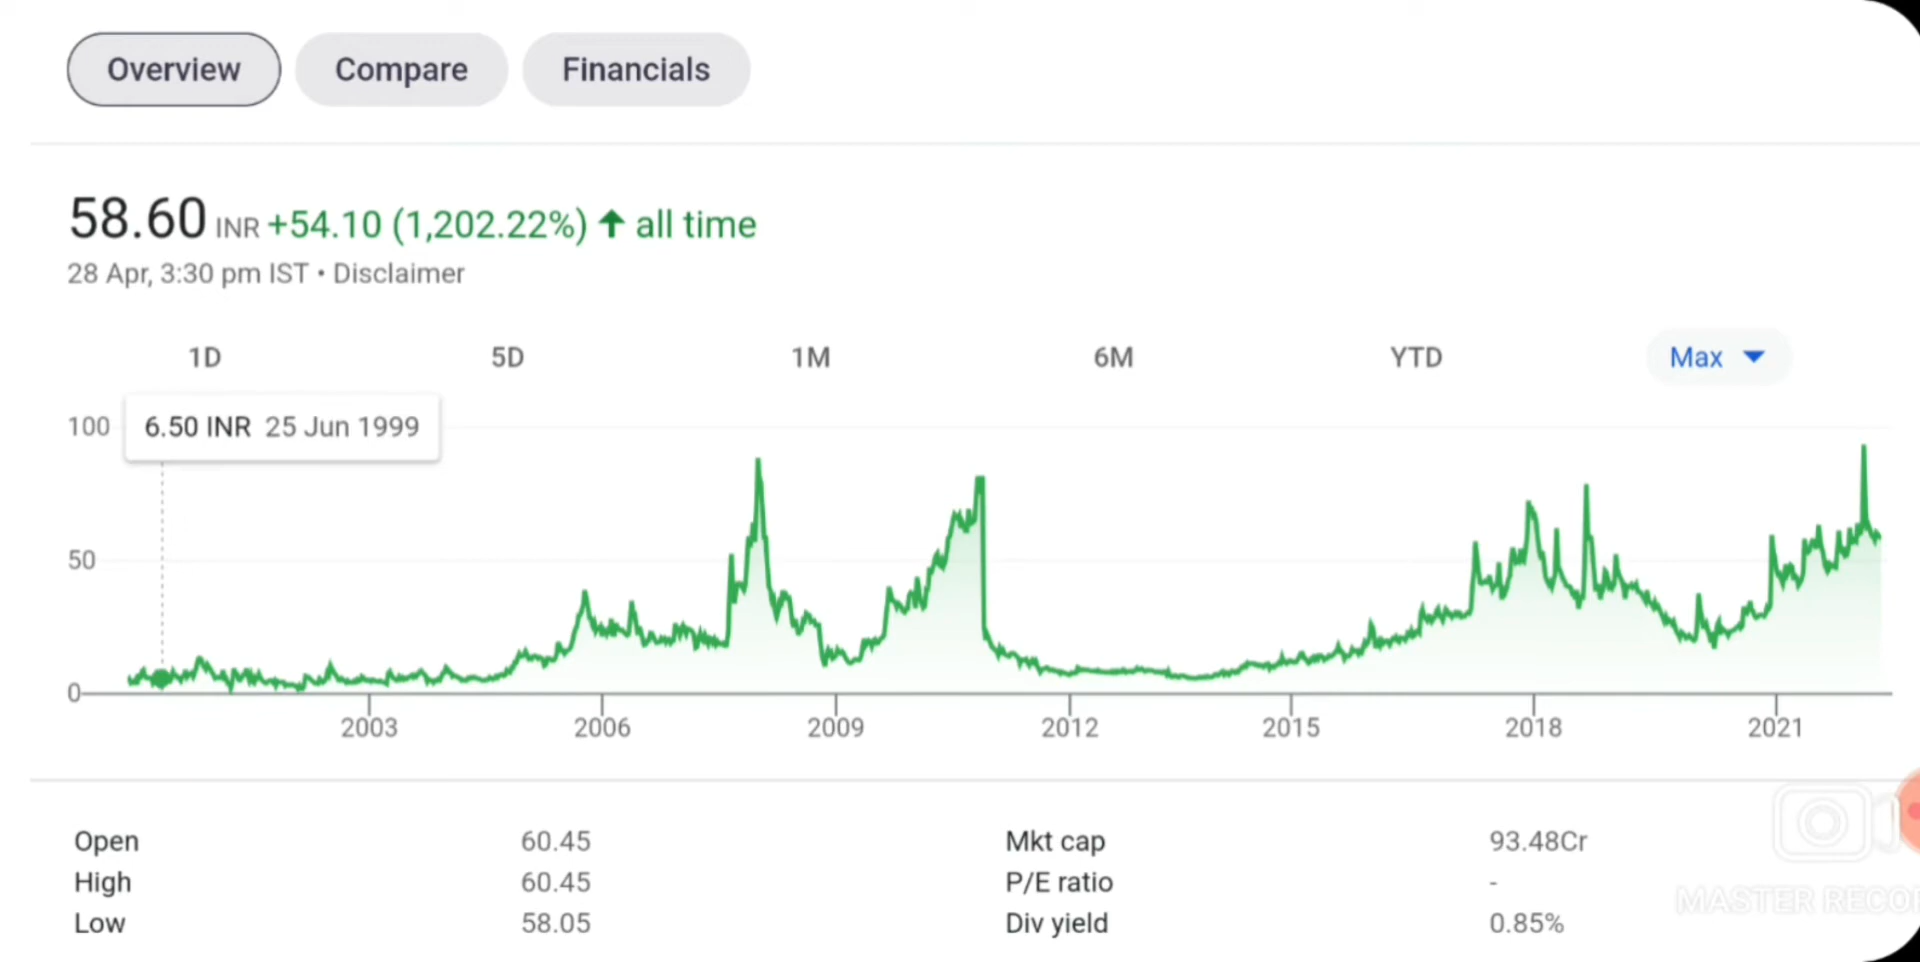 Overview Compare Financials
58.60 INR +54.10 (1,202.22%) ↑ all time
28 Apr, 3:30 pm IST • Disclaimer
1D 5D 1M 6M YTD Max
100 6.50 INR 25 Jun 1999
50
0
2003 2006 2009 2012 2015 2018 2021
Open 60.45 Mkt cap 93.48Cr
High 60.45 P/E ratio -
MASTER RECO
Low 58.05 Div yield 0.85%